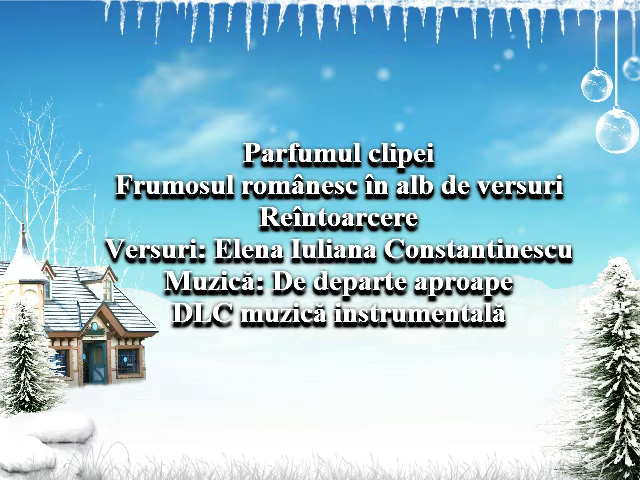 Parfumul clipei
Frumosul românesc în alb de versuri
Reîntoarcere
Versuri: Elena Iuliana Constantinescu
Muzică: De departe aproape
DLC muzică instrumentală